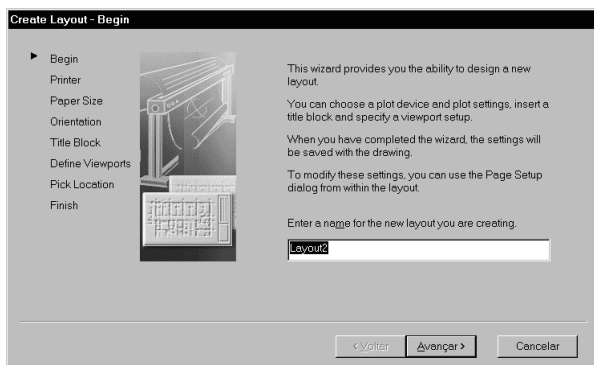 Create Layout - Begin
Begin
Printer
Paper Size
Orientation
Title Block
Define Viewports
Pick Location
Finish
This wizard provides you the ability to design a new
layout.
You can choose a plot device and plot settings, insert a
title block and specify a viewport setup.
When you have completed the wizard, the settings will
be saved with the drawing.
To modify these settings, you can use the Page Setup
dialog from within the layout.
Enter a name for the new layout you are creating.
Layout2
< Voltar
Avançar >
Cancelar